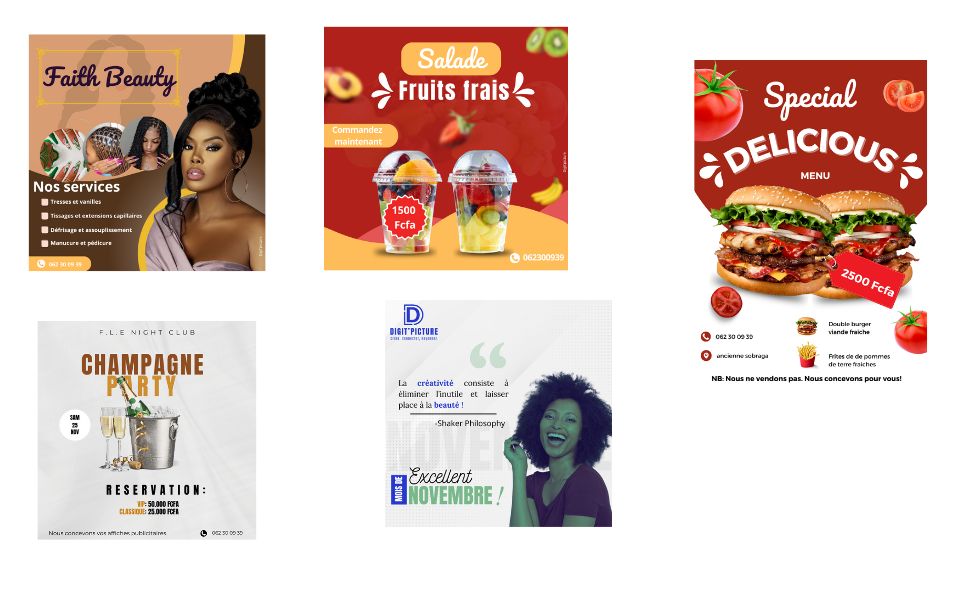 Faith Beauty
Nos services
Tresses et vanilles
Tissages et extensions capillaires
Défrisage et assouplissement
Manucure et pédicure
062 30 09 39
Salade
Fruits frais
Commandez
maintenant
1500
Fcfa
062300939
Special
DELICIOUS
MENU
2500 Fcfa
062 30 09 39
ancienne sobraga
Double burger
viande fraiche
Frites de de pommes
de terre fraiches
NB: Nous ne vendons pas. Nous concevons pour vous!
F.L.E NIGHT CLUB
CHAMPAGNE
PARTY
SAM
25
NOV
RESERVATION:
VIP: 50.000 FCFA
CLASSIQUE: 25.000 FCFA
Nous concevons vos affiches publicitaires
062 30 09 39
DIGIT'PICTURE
La créativité consiste à
éliminer l'inutile et laisser
place à la beauté !
-Shaker Philosophy
NOVEM
MOIS DE
Excellent
NOVEMBRE !